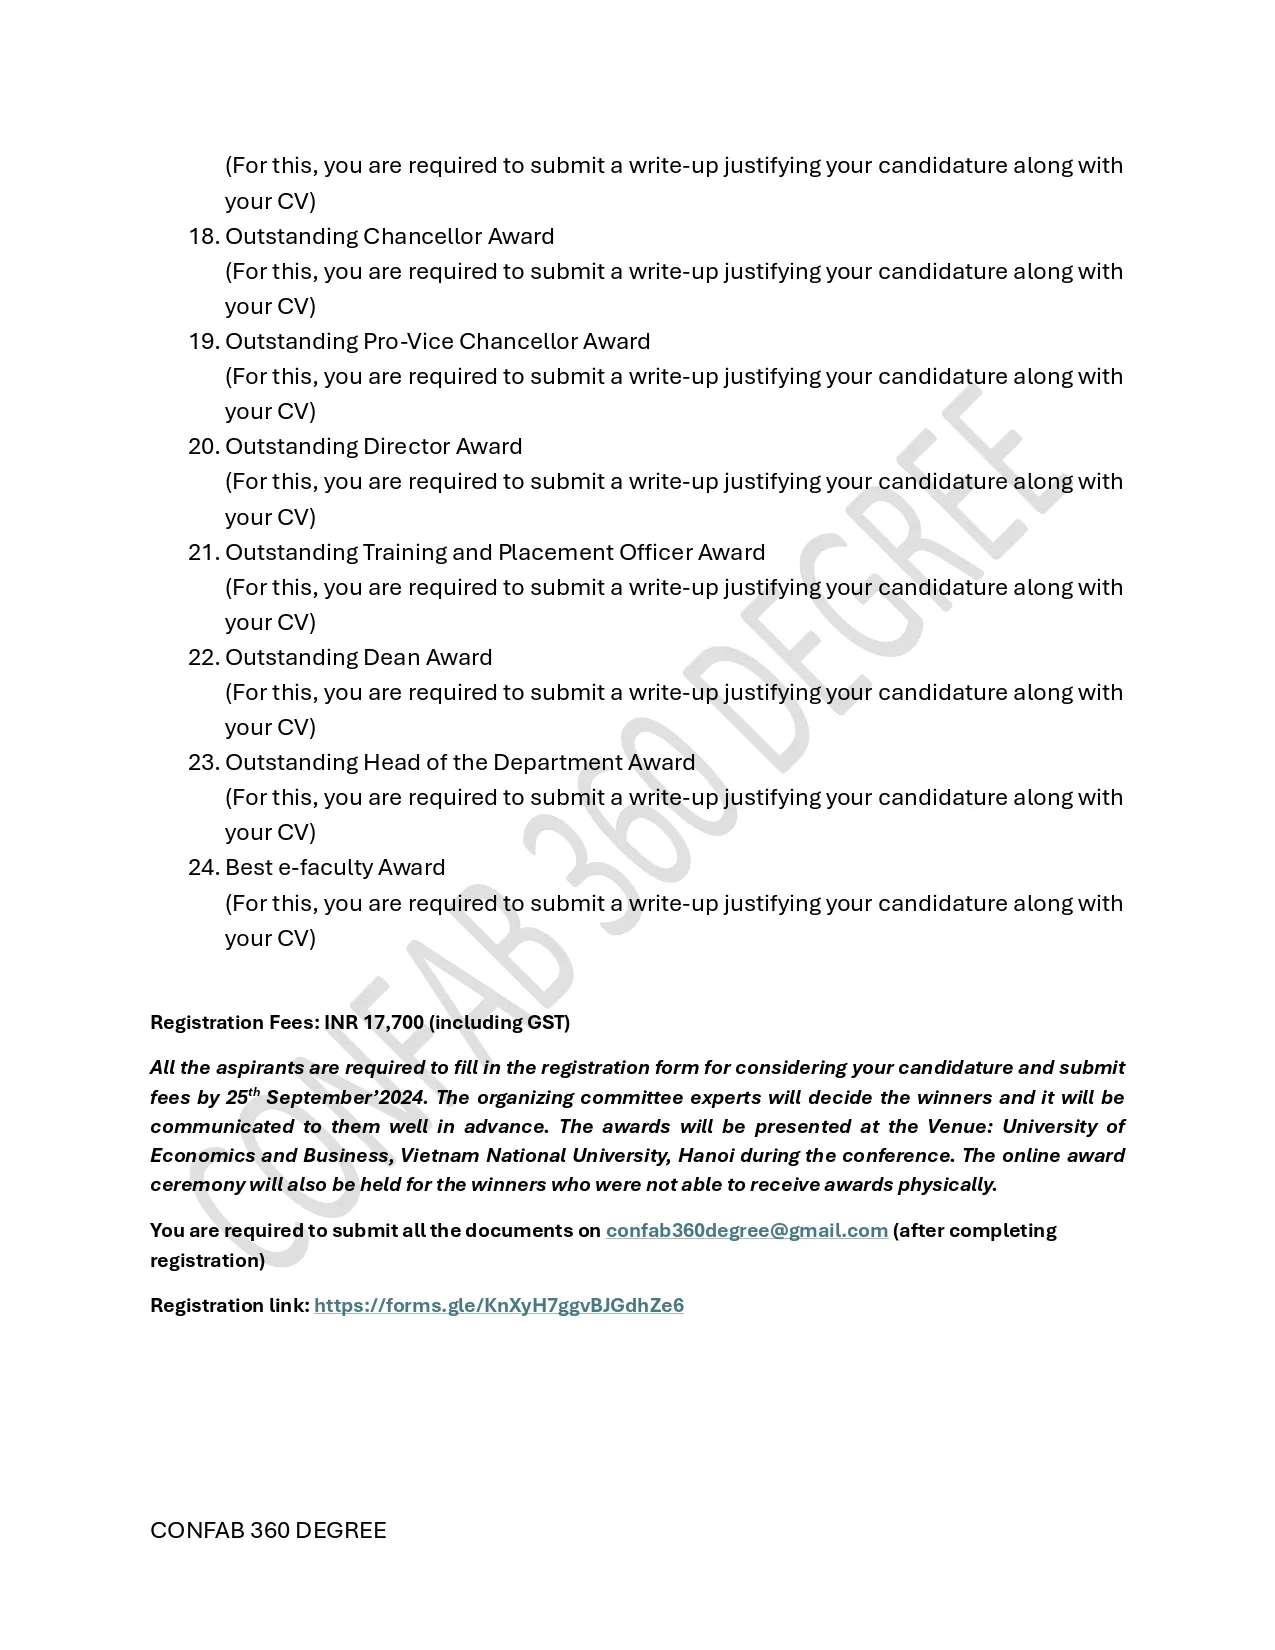 (For this, you are required to submit a write-up justifying your candidature along with
your CV)
18. Outstanding Chancellor Award
(For this, you are required to submit a write-up justifying your candidature along with
your CV)
19. Outstanding Pro-Vice Chancellor Award
(For this, you are required to submit a write-up justifying your candidature along with
your CV)
20. Outstanding Director Award
(For this, you are required to submit a write-up justifying your candidature along with
your CV)
21. Outstanding Training and Placement Officer Award
(For this, you are required to submit a write-up justifying your candidature along with
your CV)
22. Outstanding Dean Award
(For this, you are required to submit a write-up justifying your candidature along with
your CV)
23. Outstanding Head of the Department Award
(For this, you are required to submit a write-up justifying your candidature along with
your CV)
24. Best e-faculty Award
(For this, you are required to submit a write-up justifying your candidature along with
your CV)
Registration Fees: INR 17,700 (including GST)
All the aspirants are required to fill in the registration form for considering your candidature and submit
fees by 25th September’2024. The organizing committee experts will decide the winners and it will be
communicated to them well in advance. The awards will be presented at the Venue: University of
Economics and Business, Vietnam National University, Hanoi during the conference. The online award
ceremony will also be held for the winners who were not able to receive awards physically.
You are required to submit all the documents on confab360degree@gmail.com (after completing
registration)
Registration link: https://forms.gle/KnXyH7ggvBJGdhZe6
CONFAB 360 DEGREE
CONFAB 360 DEGREE